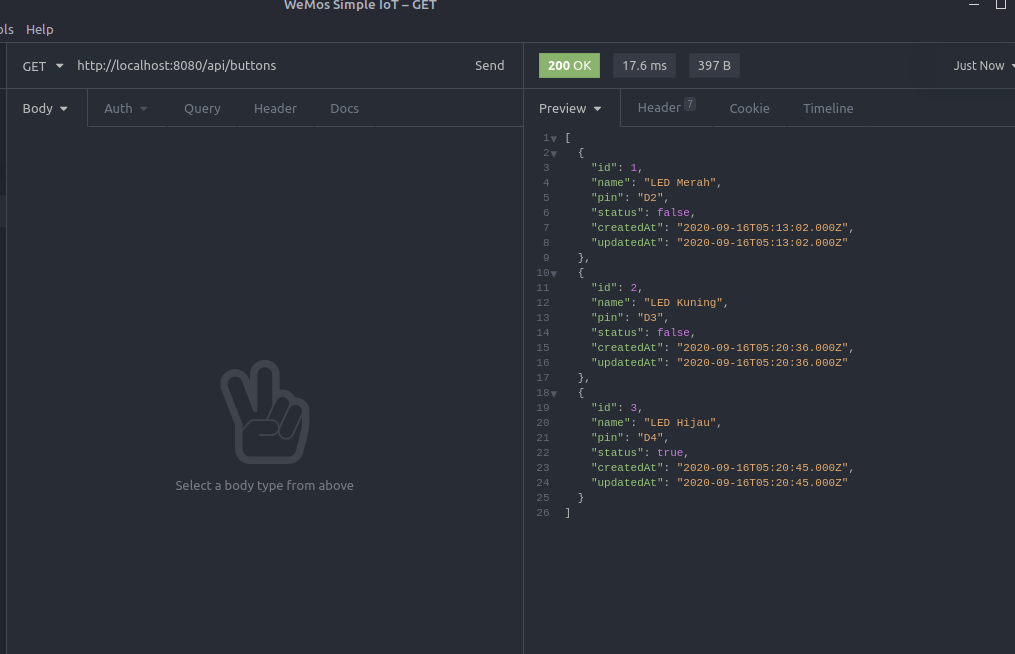 WeMos Simple IoT – GET
ols Help
GET http://localhost:8080/api/buttons Send
200 OK 17.6 ms 397 B Just Now
Body Auth Query Header Docs
Preview Header 7 Cookie Timeline
1 [
2 {
3 "id": 1,
4 "name": "LED Merah",
5 "pin": "D2",
6 "status": false,
7 "createdAt": "2020-09-16T05:13:02.000Z",
8 "updatedAt": "2020-09-16T05:13:02.000Z"
9 },
10 {
11 "id": 2,
12 "name": "LED Kuning",
13 "pin": "D3",
14 "status": false,
15 "createdAt": "2020-09-16T05:20:36.000Z",
16 "updatedAt": "2020-09-16T05:20:36.000Z"
17 },
18 {
19 "id": 3,
20 "name": "LED Hijau",
21 "pin": "D4",
22 "status": true,
23 "createdAt": "2020-09-16T05:20:45.000Z",
24 "updatedAt": "2020-09-16T05:20:45.000Z"
25 }
26 ]
Select a body type from above